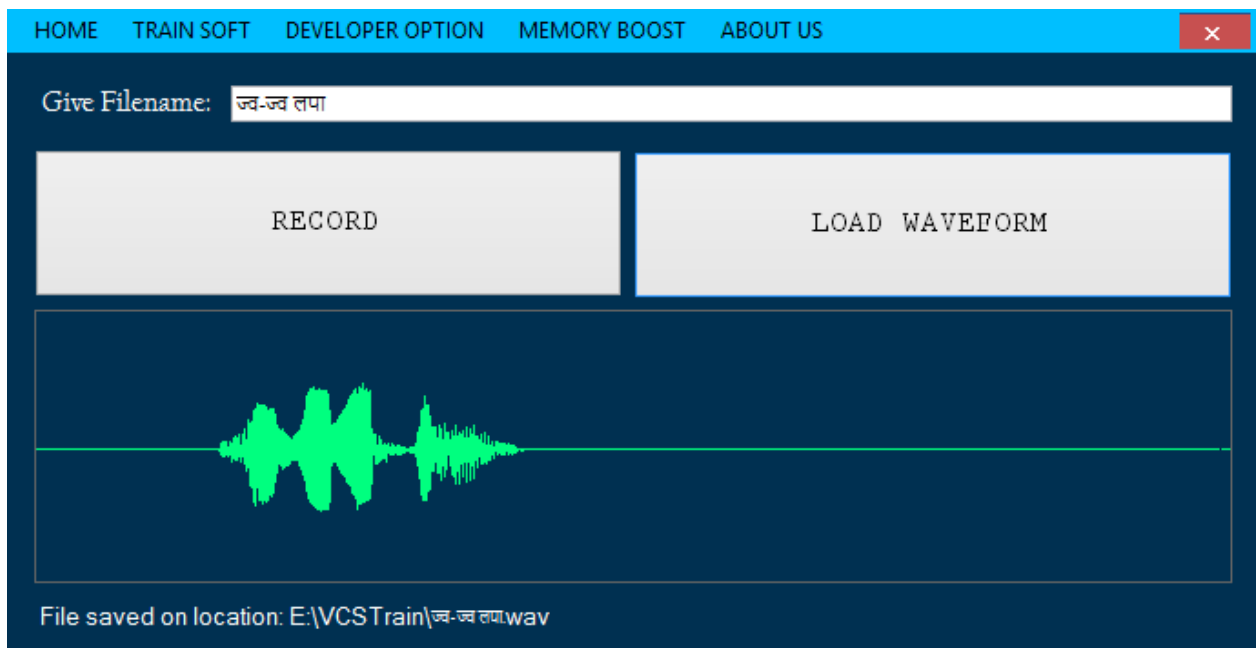 HOME TRAIN SOFT DEVELOPER OPTION MEMORY BOOST ABOUT US ×
Give Filename: ज्व-ज्व लपा
RECORD LOAD WAVEFORM
File saved on location: E:\VCSTrain\ज्व-ज्व लपा.wav